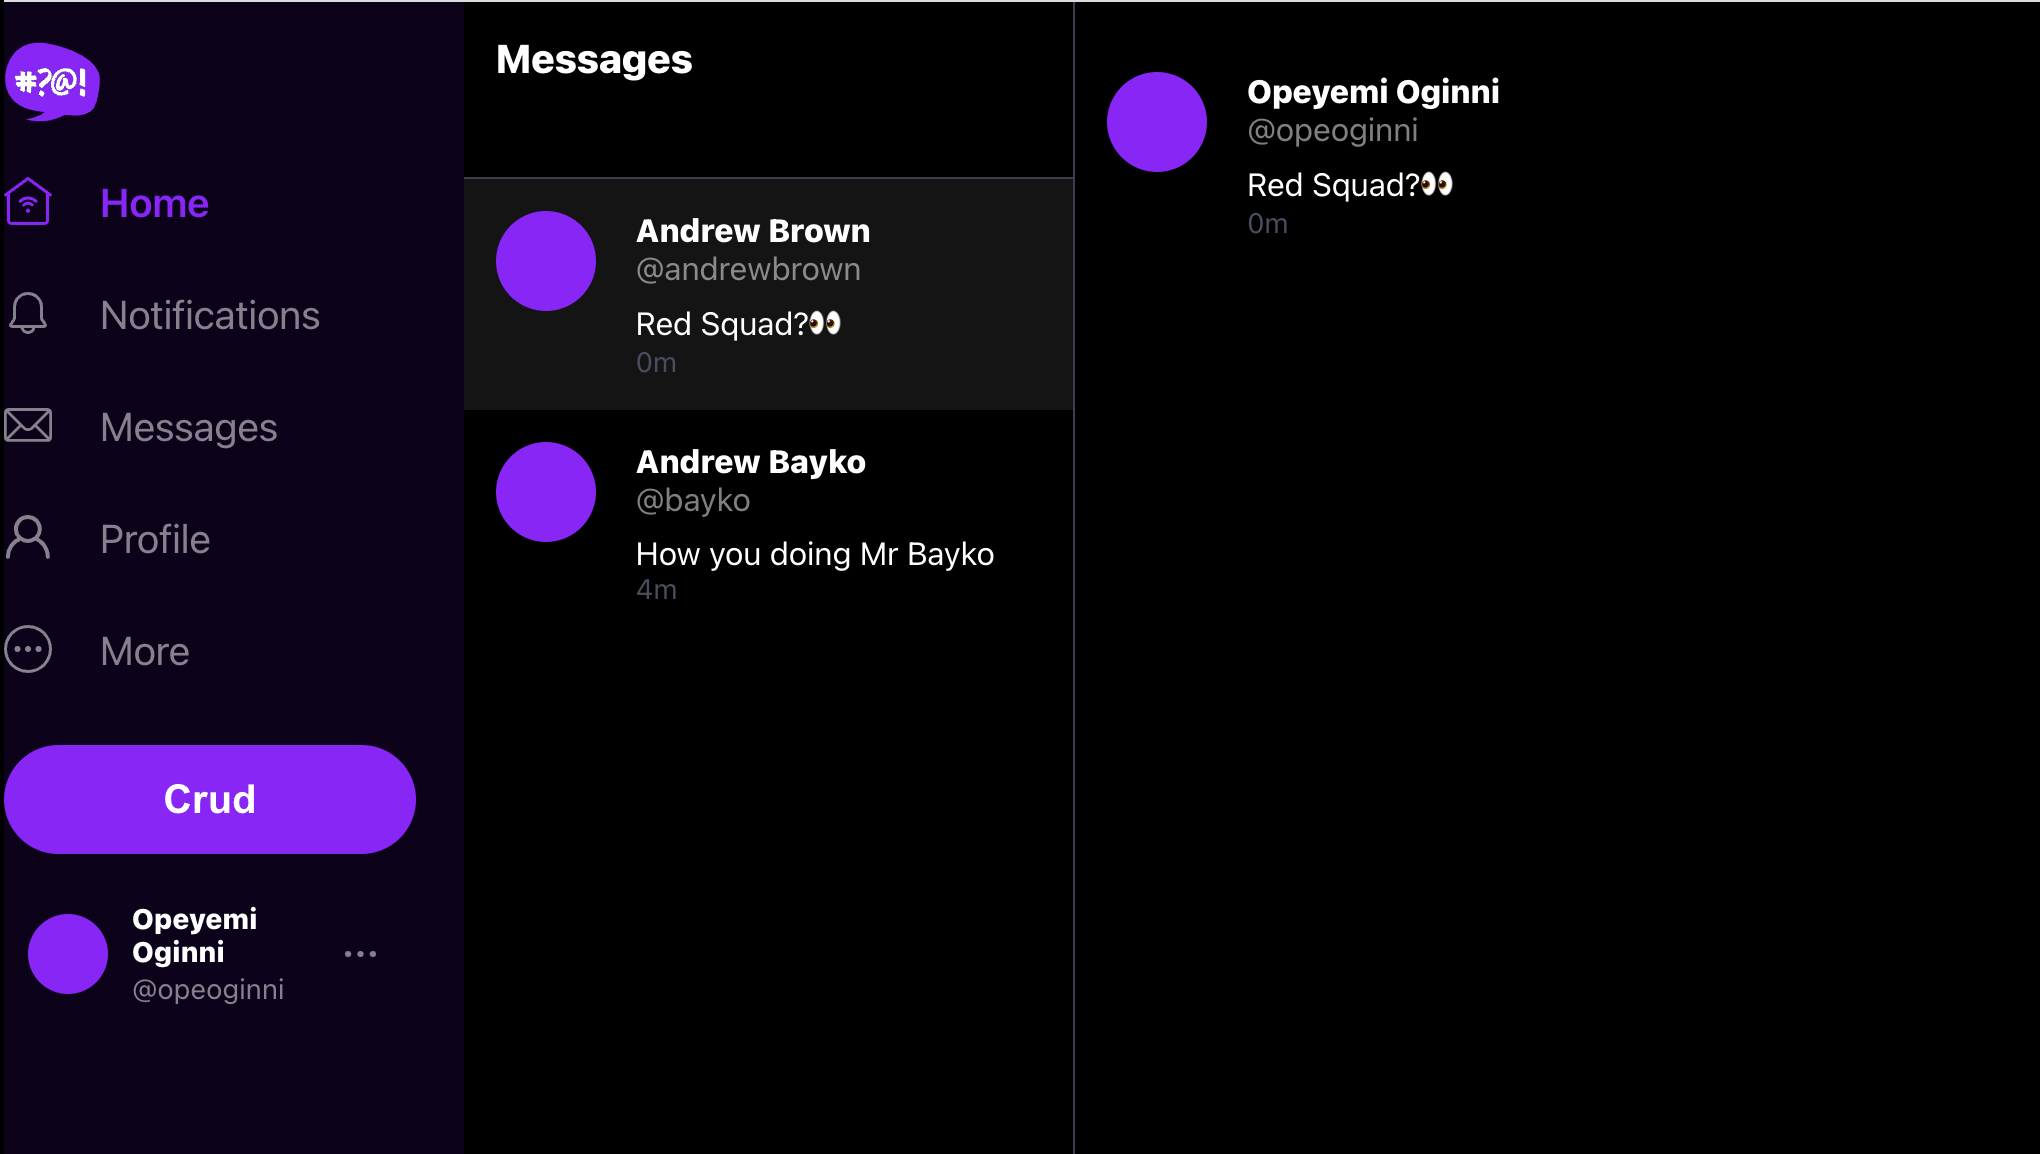 #?@!
Home
Notifications
Messages
Profile
More
Crud
Opeyemi
Oginni
@opeoginni
Messages
Andrew Brown
@andrewbrown
Red Squad?👀
0m
Andrew Bayko
@bayko
How you doing Mr Bayko
4m
Opeyemi Oginni
@opeoginni
Red Squad?👀
0m